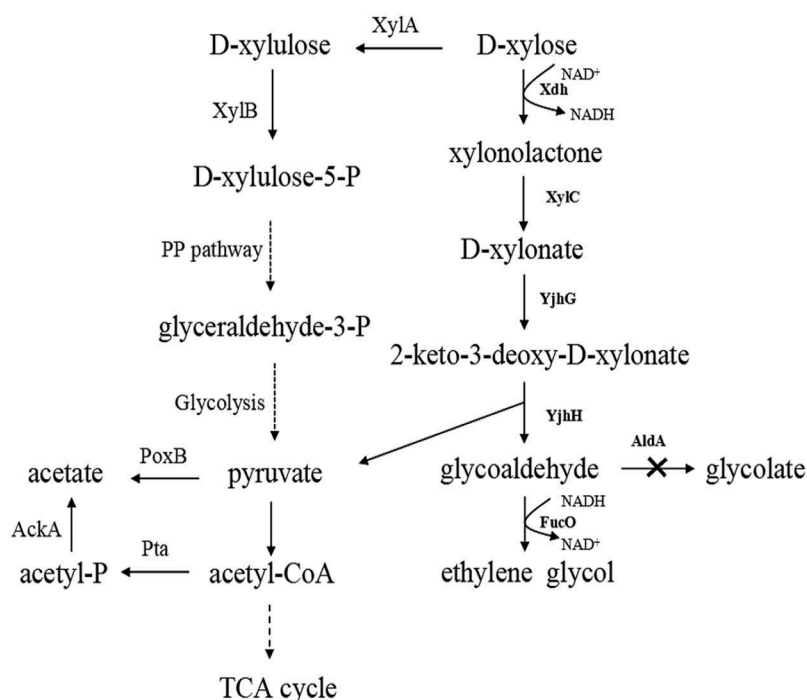 D-xylulose XylA D-xylose
NAD⁺
Xdh
NADH
XylB
xylonolactone
D-xylulose-5-P
XylC
PP pathway
D-xylonate
YjhG
glyceraldehyde-3-P
2-keto-3-deoxy-D-xylonate
Glycolysis
YjhH
AldA
PoxB
acetate pyruvate glycoaldehyde glycolate
NADH
AckA
FucO
Pta
NAD⁺
acetyl-P acetyl-CoA ethylene glycol
TCA cycle